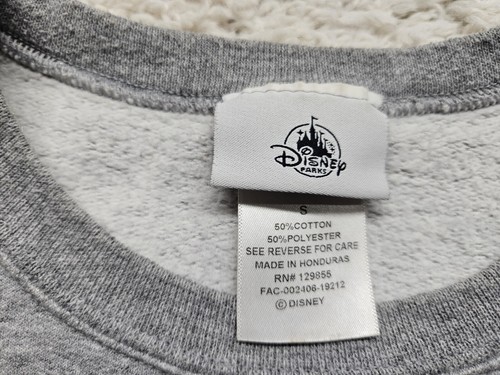 Disney
PARKS
S
50%COTTON
50%POLYESTER
SEE REVERSE FOR CARE
MADE IN HONDURAS
RN# 129855
FAC-002406-19212
© DISNEY